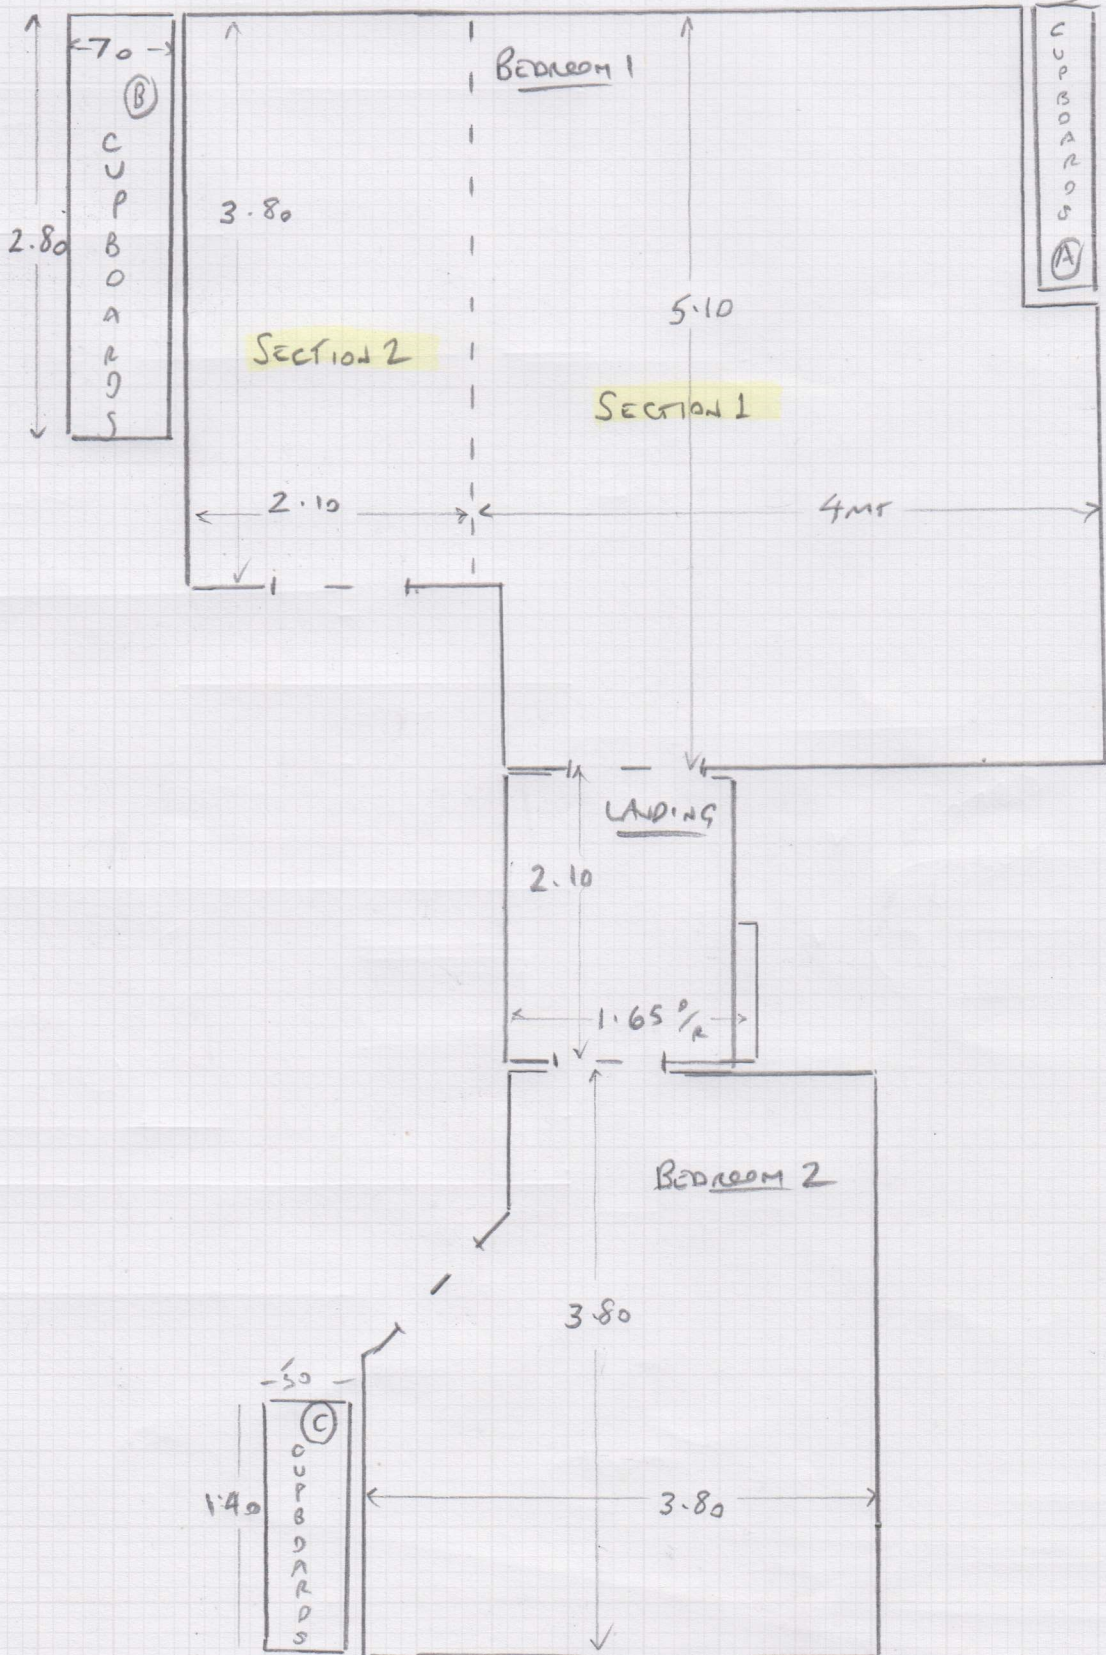 70
BEDROOM 1
B
CUPBOARDS
CUPBOARDS
A
2.80
3.80
5.10
SECTION 2
SECTION 1
2.10
4MT
LANDING
2.10
1.65 O/R
BEDROOM 2
3.80
50
C
CUPBOARDS
1.40
3.80